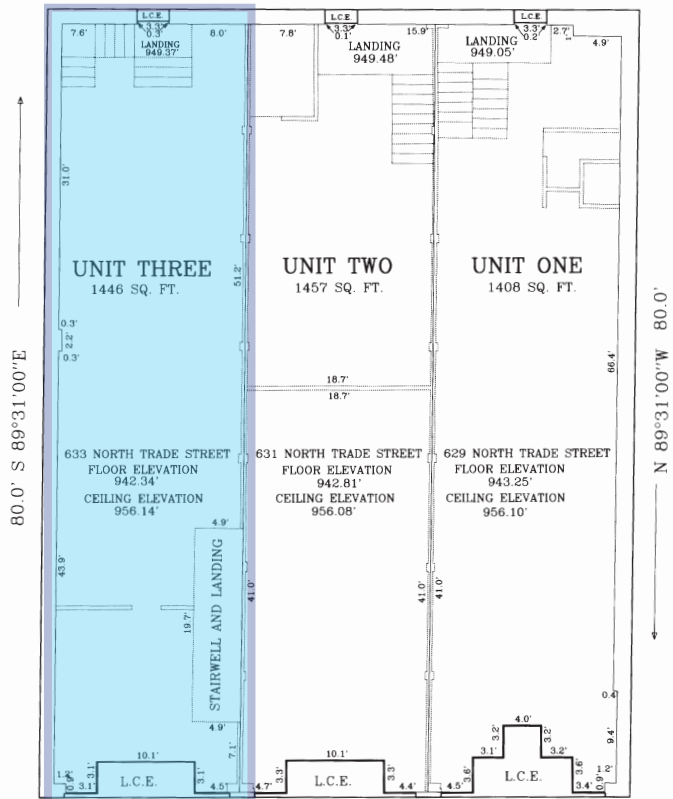 L.C.E.
L.C.E.
L.C.E.
7.6'
3.3'
0.3'
8.0'
LANDING
949.37'
7.8'
3.3'
0.1'
15.9'
LANDING
949.48'
LANDING
949.05'
3.3'
0.2'
2.7'
4.9'
31.0'
UNIT THREE
1446 SQ. FT.
UNIT TWO
1457 SQ. FT.
UNIT ONE
1408 SQ. FT.
51.2'
80.0' S 89°31'00"E
N 89°31'00"W 80.0'
0.3'
2.2'
0.3'
66.4'
18.7'
18.7'
633 NORTH TRADE STREET
FLOOR ELEVATION
942.34'
CEILING ELEVATION
956.14'
631 NORTH TRADE STREET
FLOOR ELEVATION
942.81'
CEILING ELEVATION
956.08'
629 NORTH TRADE STREET
FLOOR ELEVATION
943.25'
CEILING ELEVATION
956.10'
4.9'
43.9'
STAIRWELL AND LANDING
19.7'
41.0'
41.0'
41.0'
4.9'
7.1'
0.4'
9.4'
10.1'
3.1'
3.1'
L.C.E.
1.2'
0.9'
3.1'
4.5'
10.1'
3.3'
3.3'
L.C.E.
4.7'
4.4'
4.0'
3.2'
3.2'
3.1'
3.2'
3.6'
3.6'
L.C.E.
4.5'
3.4'
0.9'
1.2'